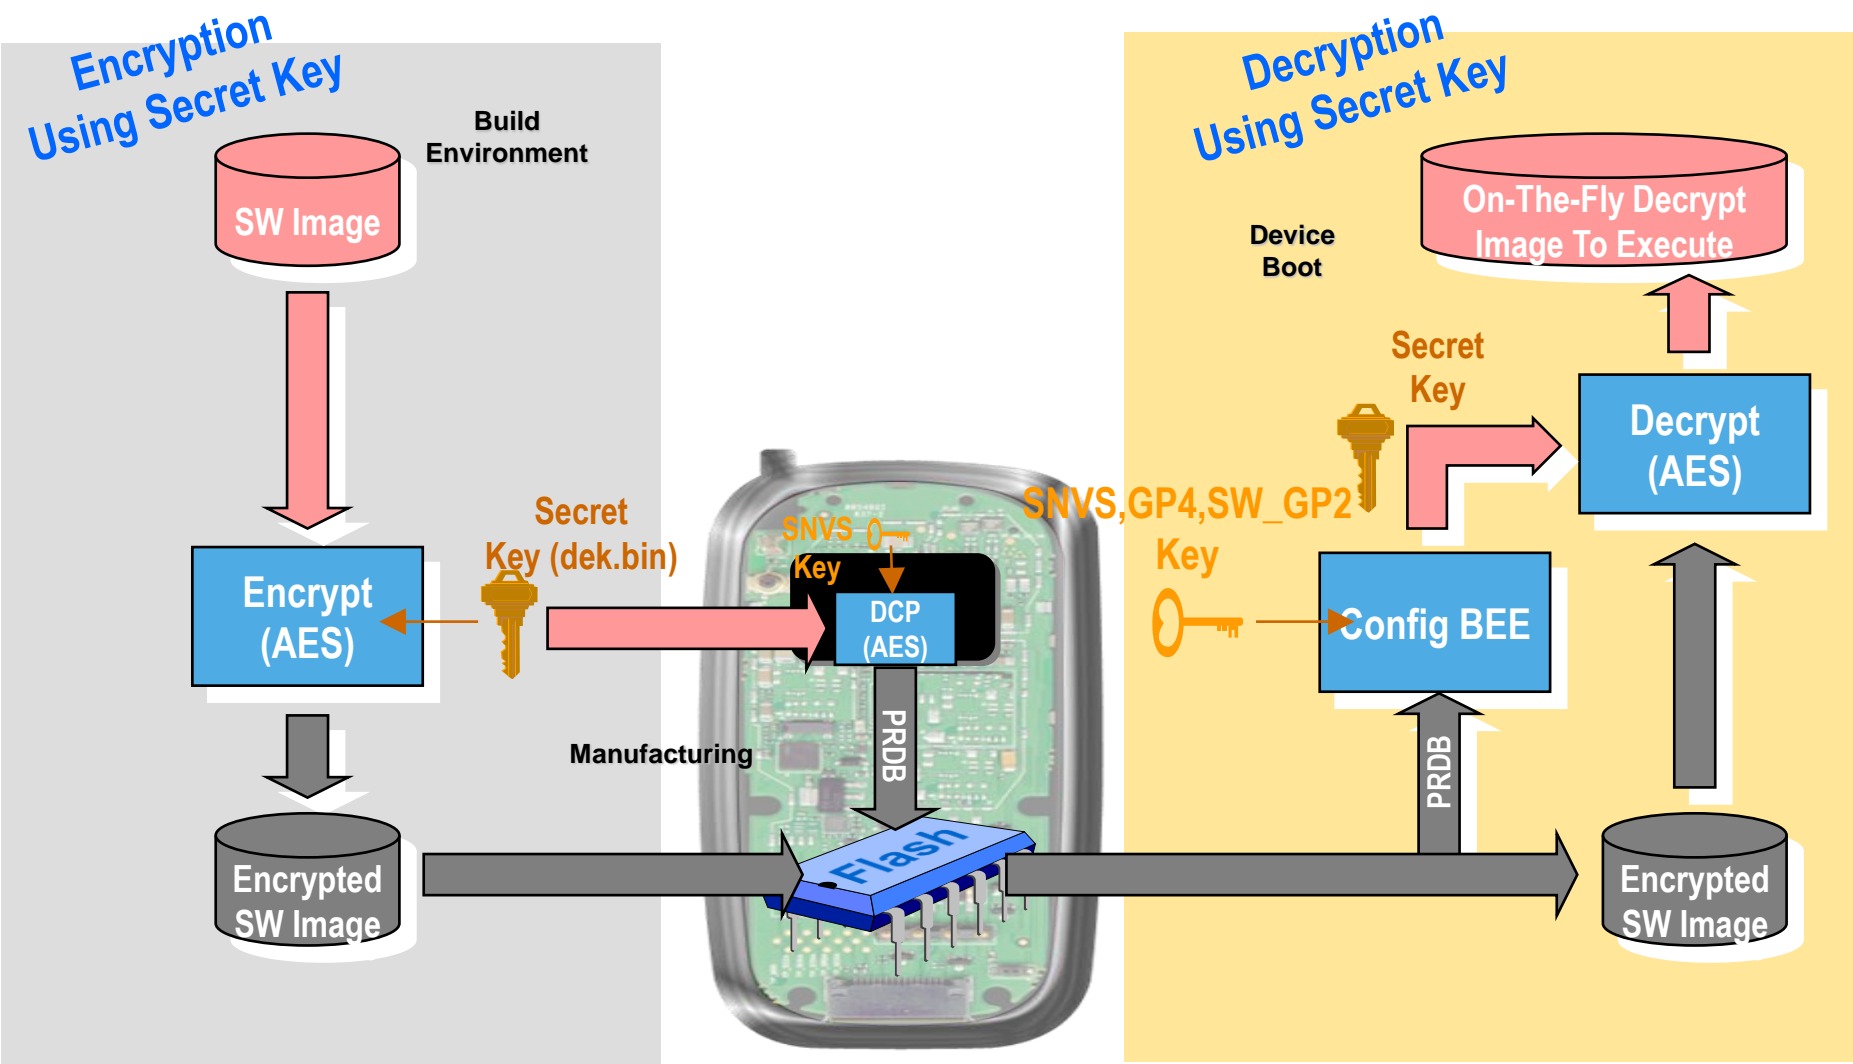 Encryption
Using Secret Key
Build
Environment
SW Image
Secret
Key (dek.bin)
Encrypt
(AES)
Encrypted
SW Image
Manufacturing
SNVS
Key
DCP
(AES)
PRDB
Flash
Decryption
Using Secret Key
Device
Boot
On-The-Fly Decrypt
Image To Execute
Secret
Key
Decrypt
(AES)
SNVS,GP4,SW_GP2
Key
Config BEE
PRDB
Encrypted
SW Image